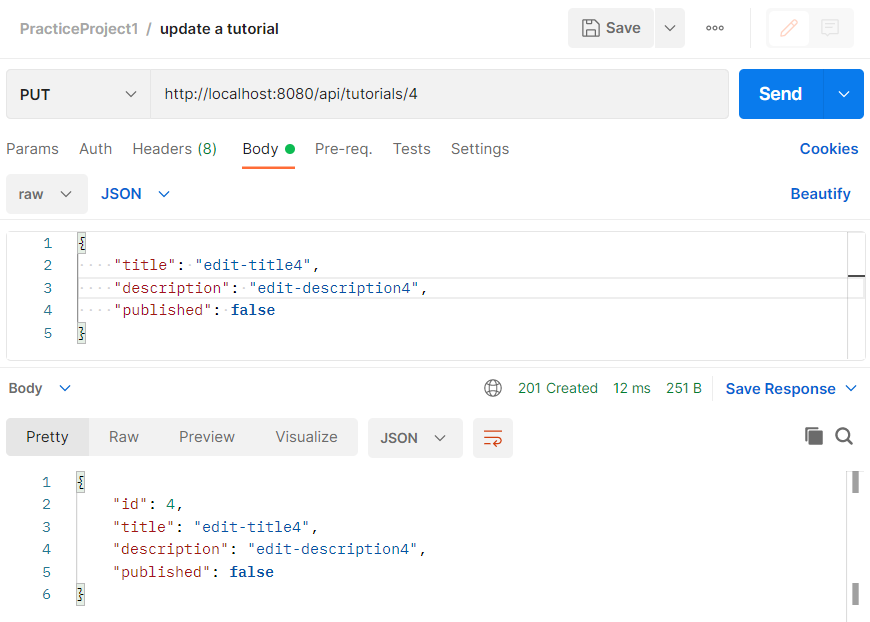 PracticeProject1 / update a tutorial Save
PUT http://localhost:8080/api/tutorials/4 Send
Params Auth Headers (8) Body Pre-req. Tests Settings Cookies
raw JSON Beautify
1 {
2 "title": "edit-title4",
3 "description": "edit-description4",
4 "published": false
5 }
Body 201 Created 12 ms 251 B Save Response
Pretty Raw Preview Visualize JSON
1 {
2 "id": 4,
3 "title": "edit-title4",
4 "description": "edit-description4",
5 "published": false
6 }